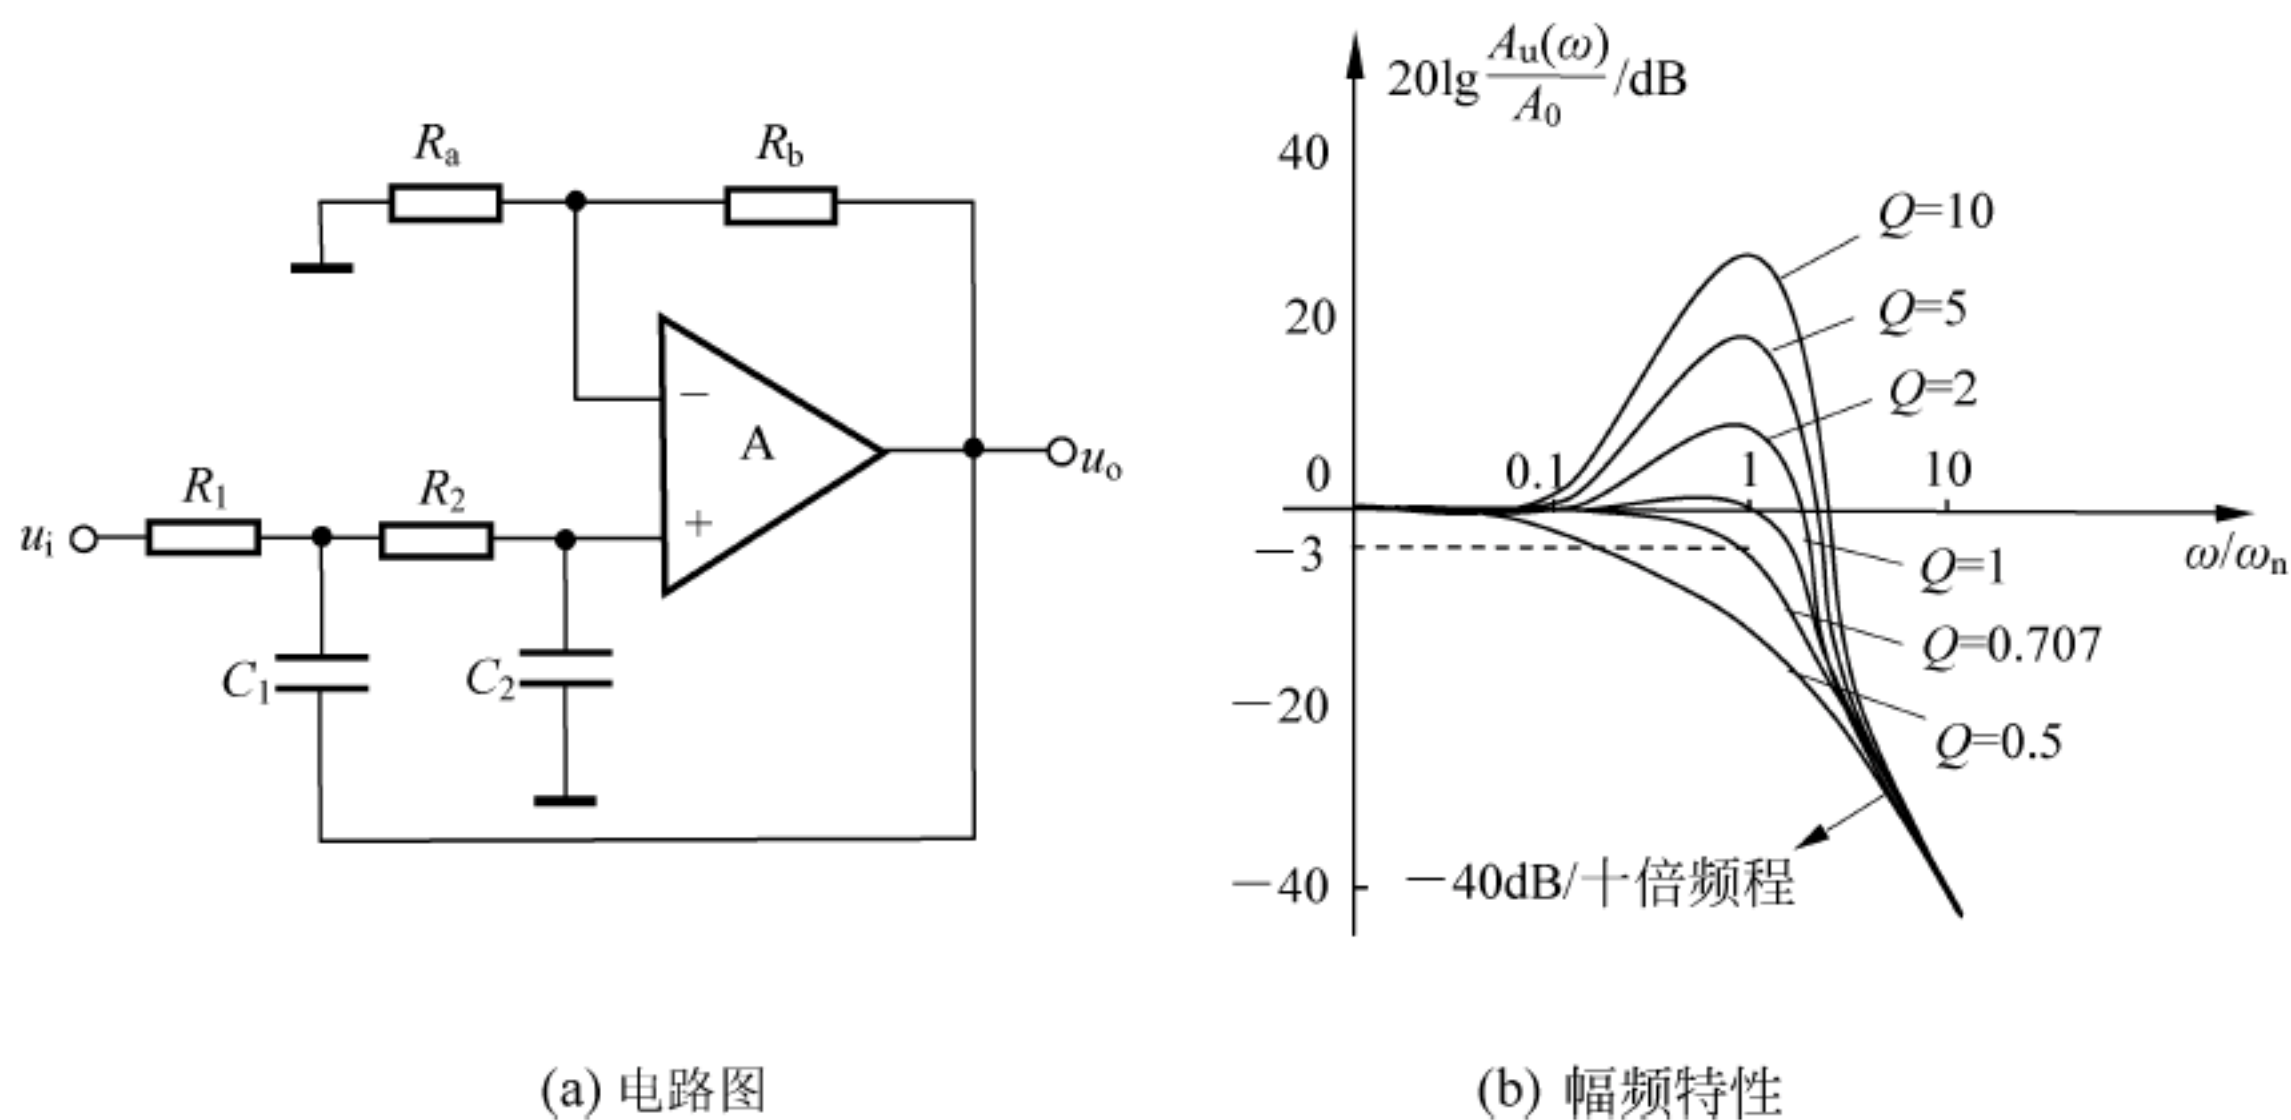 Ra
Rb
A
−
+
R1
R2
ui
uo
C1
C2
(a) 电路图
20lg Au(ω)/A0 /dB
40
20
0
−3
−20
−40
0.1
1
10
ω/ωn
Q=10
Q=5
Q=2
Q=1
Q=0.707
Q=0.5
−40dB/十倍频程
(b) 幅频特性